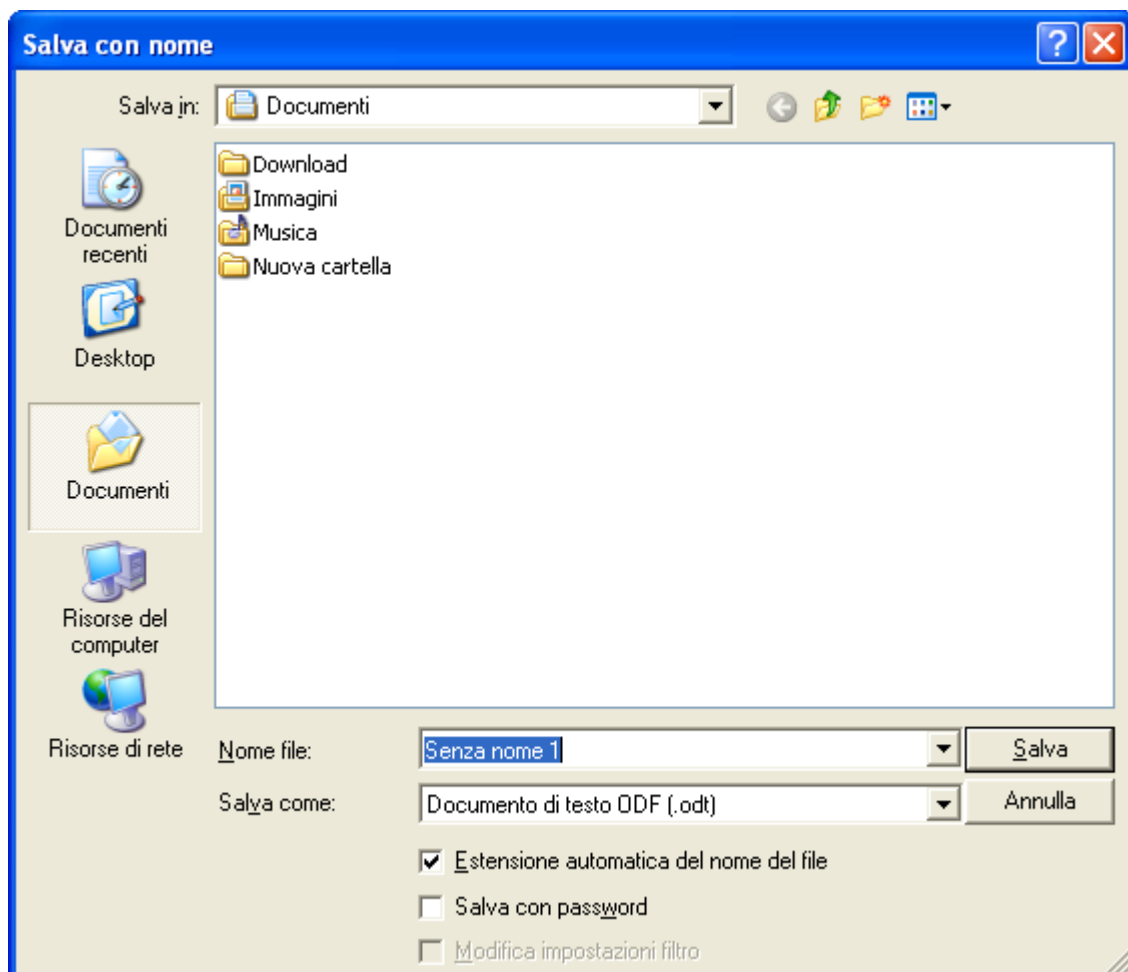 Salva con nome
Salva in:
Documenti
Documenti
recenti
Desktop
Documenti
Risorse del
computer
Risorse di rete
Download
Immagini
Musica
Nuova cartella
Nome file:
Senza nome 1
Salva
Salva come:
Documento di testo ODF (.odt)
Annulla
Estensione automatica del nome del file
Salva con password
Modifica impostazioni filtro